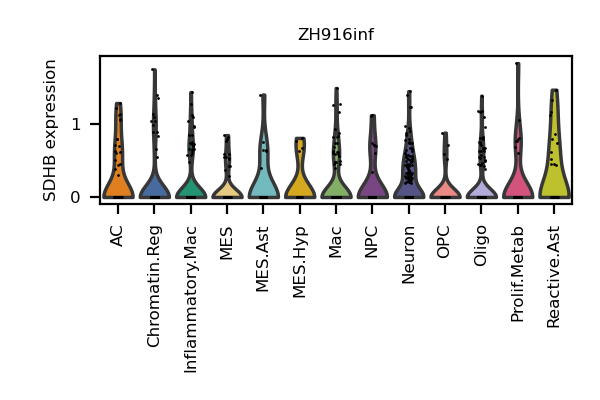 ZH916inf
SDHB expression
1
0
AC
Chromatin.Reg
Inflammatory.Mac
MES
MES.Ast
MES.Hyp
Mac
NPC
Neuron
OPC
Oligo
Prolif.Metab
Reactive.Ast